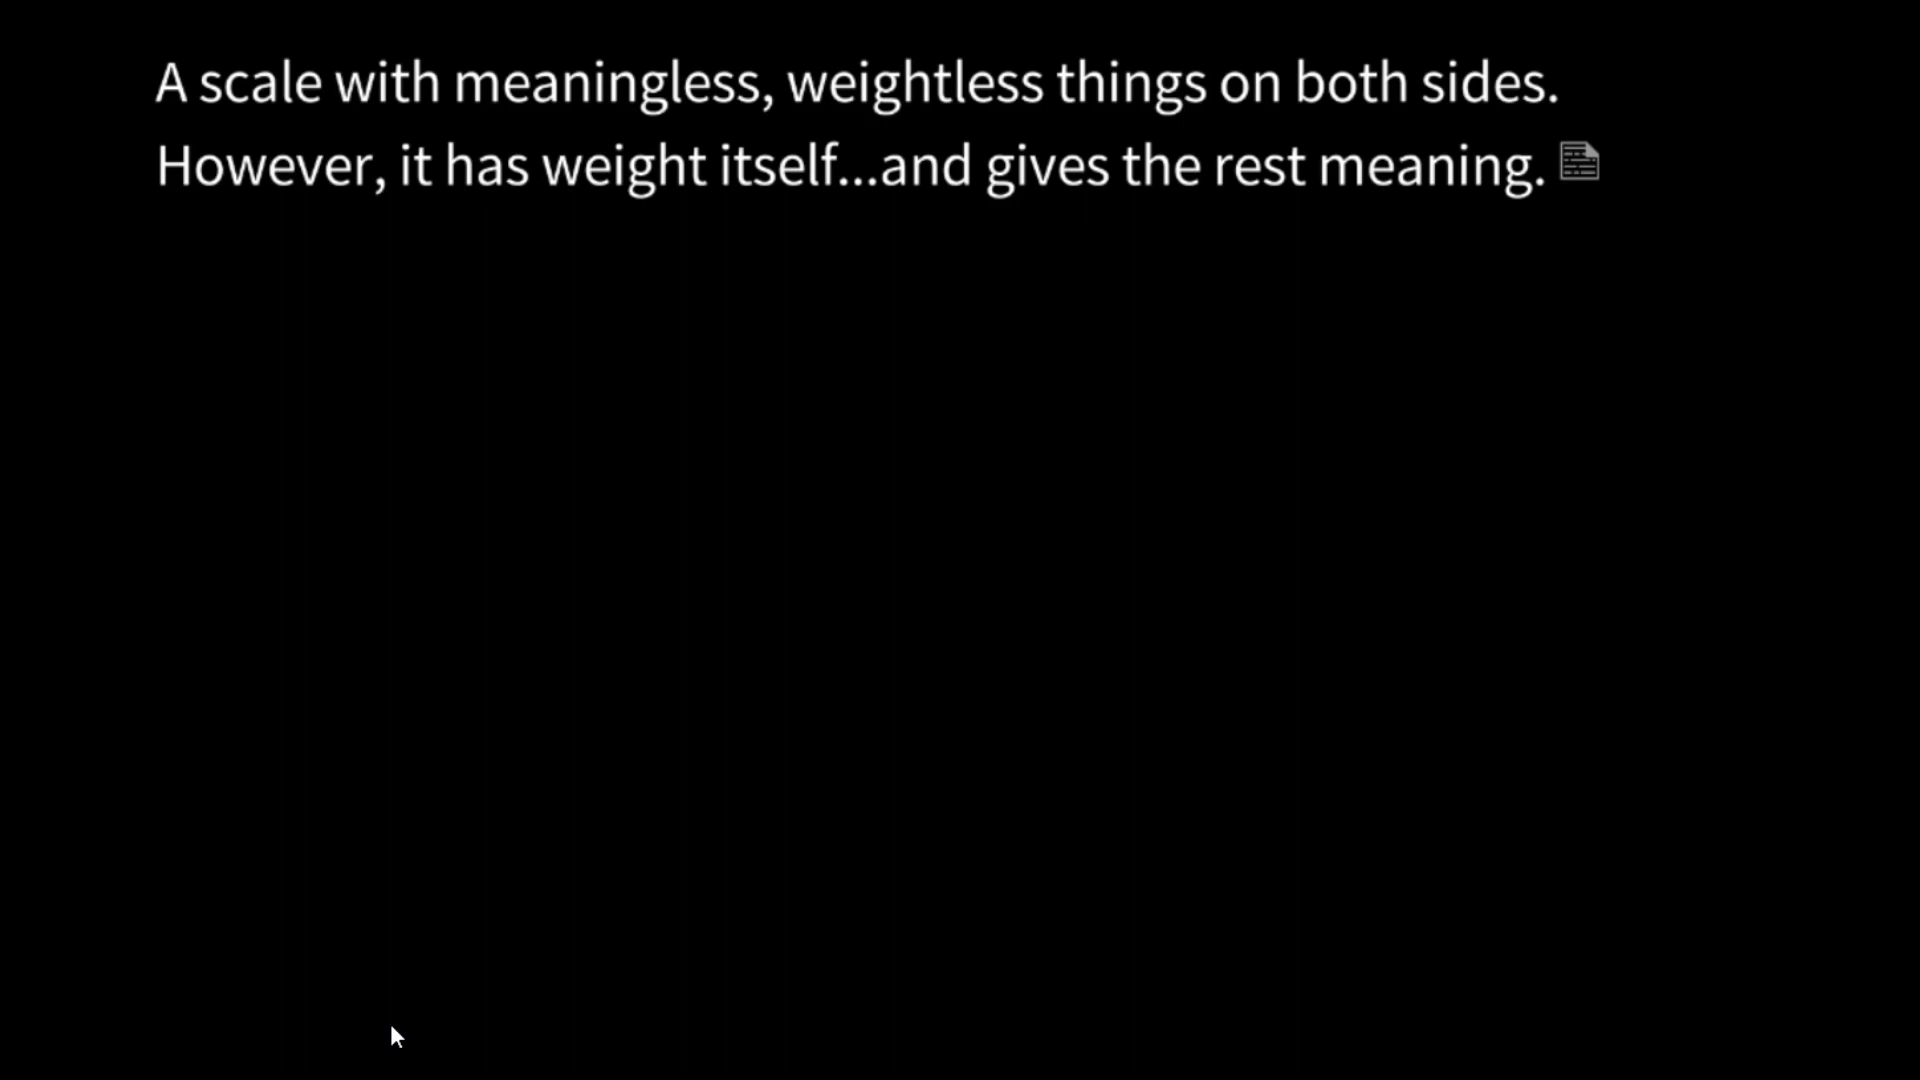 A scale with meaningless, weightless things on both sides.
However, it has weight itself...and gives the rest meaning.